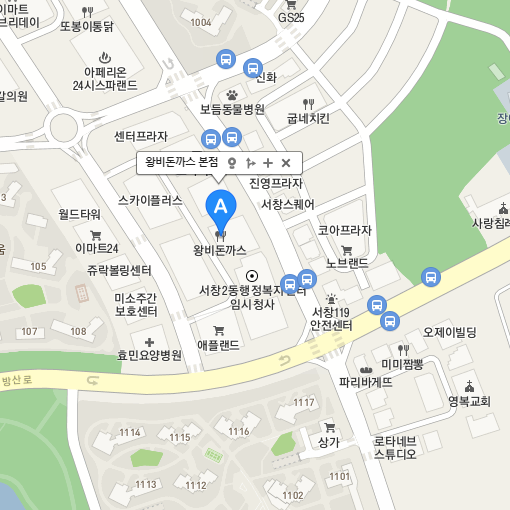 이마트
브리데이
또봉이통닭
1004
GS25
아페리온
24시스파랜드
신화
갈의원
보듬동물병원
굽네치킨
센터프라자
왕비돈까스 본점
진영프라자
스카이플러스
A
서창스퀘어
월드타워
코아프라자
사랑침례
이마트24
왕비돈까스
노브랜드
쥬락볼링센터
105
서창2동행정복지센터
임시청사
미소주간
보호센터
서창119
안전센터
107
108
애플랜드
오제이빌딩
효민요양병원
미미짬뽕
방산로
파리바게뜨
영복교회
1117
1114
1115
1116
상가
로타네브
스튜디오
1113
1101
1102